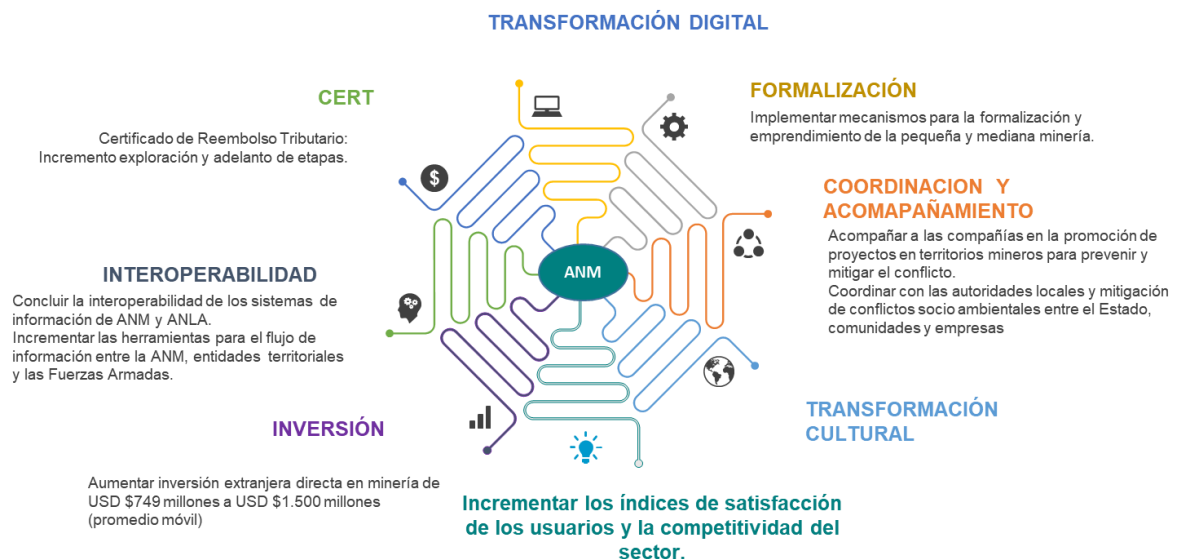 TRANSFORMACIÓN DIGITAL
CERT
Certificado de Reembolso Tributario:
Incremento exploración y adelanto de etapas.
FORMALIZACIÓN
Implementar mecanismos para la formalización y
emprendimiento de la pequeña y mediana minería.
COORDINACION Y
ACOMAPAÑAMIENTO
Acompañar a las compañías en la promoción de
proyectos en territorios mineros para prevenir y
mitigar el conflicto.
Coordinar con las autoridades locales y mitigación
de conflictos socio ambientales entre el Estado,
comunidades y empresas
$
ANM
INTEROPERABILIDAD
Concluir la interoperabilidad de los sistemas de
información de ANM y ANLA.
Incrementar las herramientas para el flujo de
información entre la ANM, entidades territoriales
y las Fuerzas Armadas.
TRANSFORMACIÓN
CULTURAL
INVERSIÓN
Aumentar inversión extranjera directa en minería de
USD $749 millones a USD $1.500 millones
(promedio móvil)
Incrementar los índices de satisfacción
de los usuarios y la competitividad del
sector.